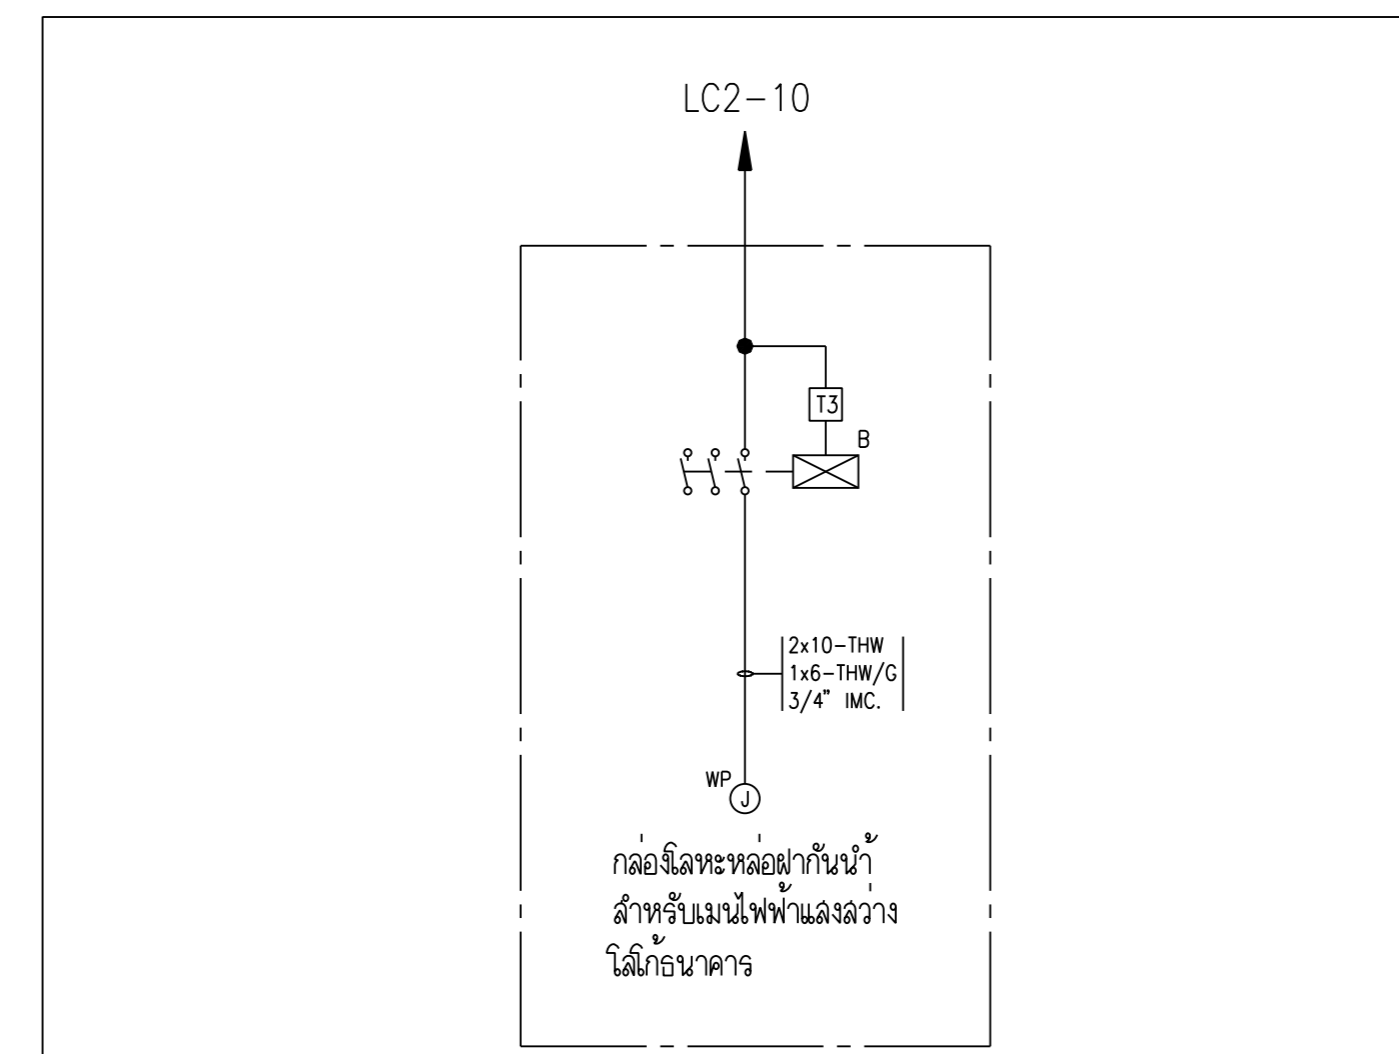 LC2-10
T3
B
2x10-THW
1x6-THW/G
3/4" IMC.
WP
J
กล่องโลหะหล่อฝากันน้ำ
สำหรับเมนไฟฟ้าแสงสว่าง
โลโก้ธนาคาร